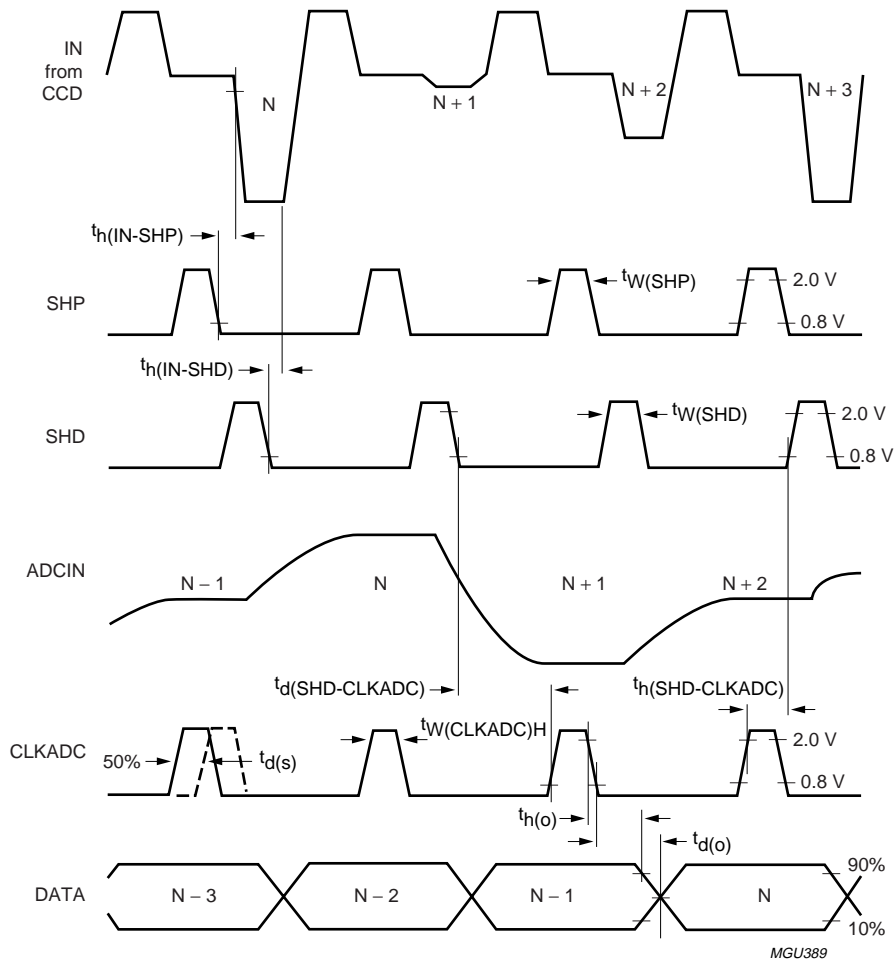 IN
from
CCD
N
N + 1
N + 2
N + 3
th(IN-SHP)
SHP
tW(SHP)
2.0 V
0.8 V
th(IN-SHD)
SHD
tW(SHD)
2.0 V
0.8 V
ADCIN
N − 1
N
N + 1
N + 2
td(SHD-CLKADC)
th(SHD-CLKADC)
CLKADC
50%
td(s)
tW(CLKADC)H
2.0 V
0.8 V
th(o)
td(o)
DATA
N − 3
N − 2
N − 1
N
90%
10%
MGU389